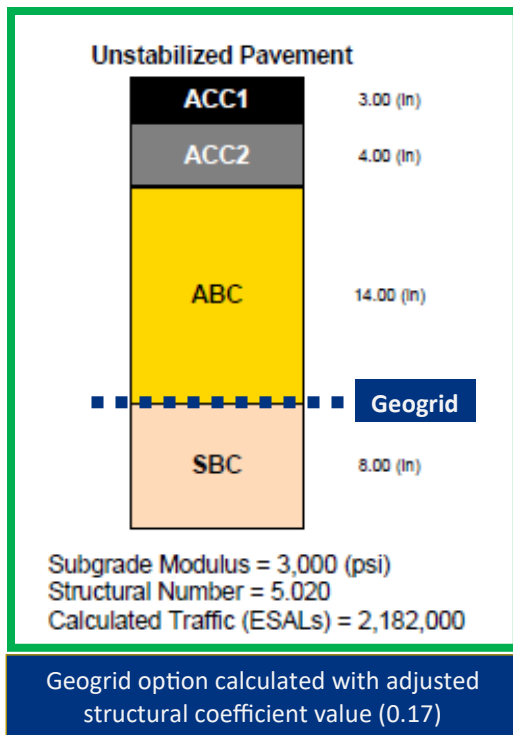 Unstabilized Pavement
ACC1 3.00 (in)
ACC2 4.00 (in)
ABC 14.00 (in)
Geogrid
SBC 8.00 (in)
Subgrade Modulus = 3,000 (psi)
Structural Number = 5.020
Calculated Traffic (ESALs) = 2,182,000
Geogrid option calculated with adjusted
structural coefficient value (0.17)